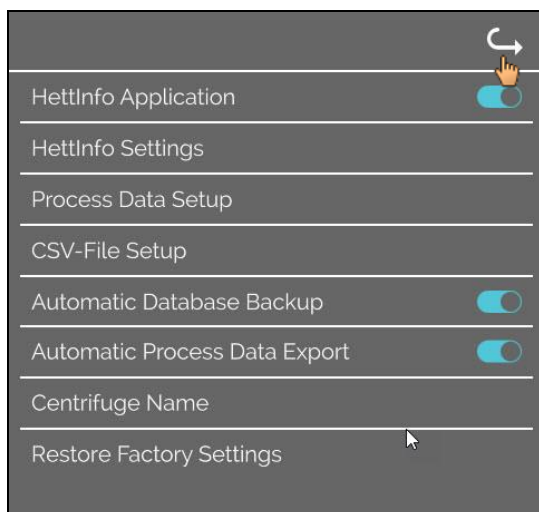 HettInfo Application
HettInfo Settings
Process Data Setup
CSV-File Setup
Automatic Database Backup
Automatic Process Data Export
Centrifuge Name
Restore Factory Settings